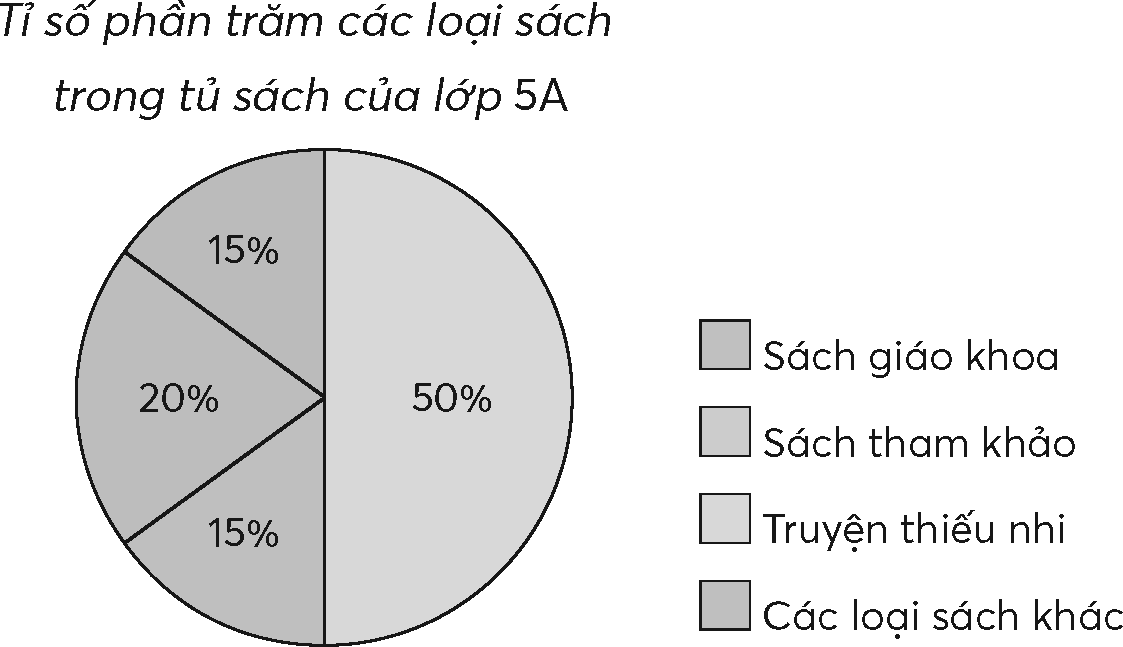 Tỉ số phần trăm các loại sách
trong tủ sách của lớp 5A
15%
20%
50%
15%
Sách giáo khoa
Sách tham khảo
Truyện thiếu nhi
Các loại sách khác